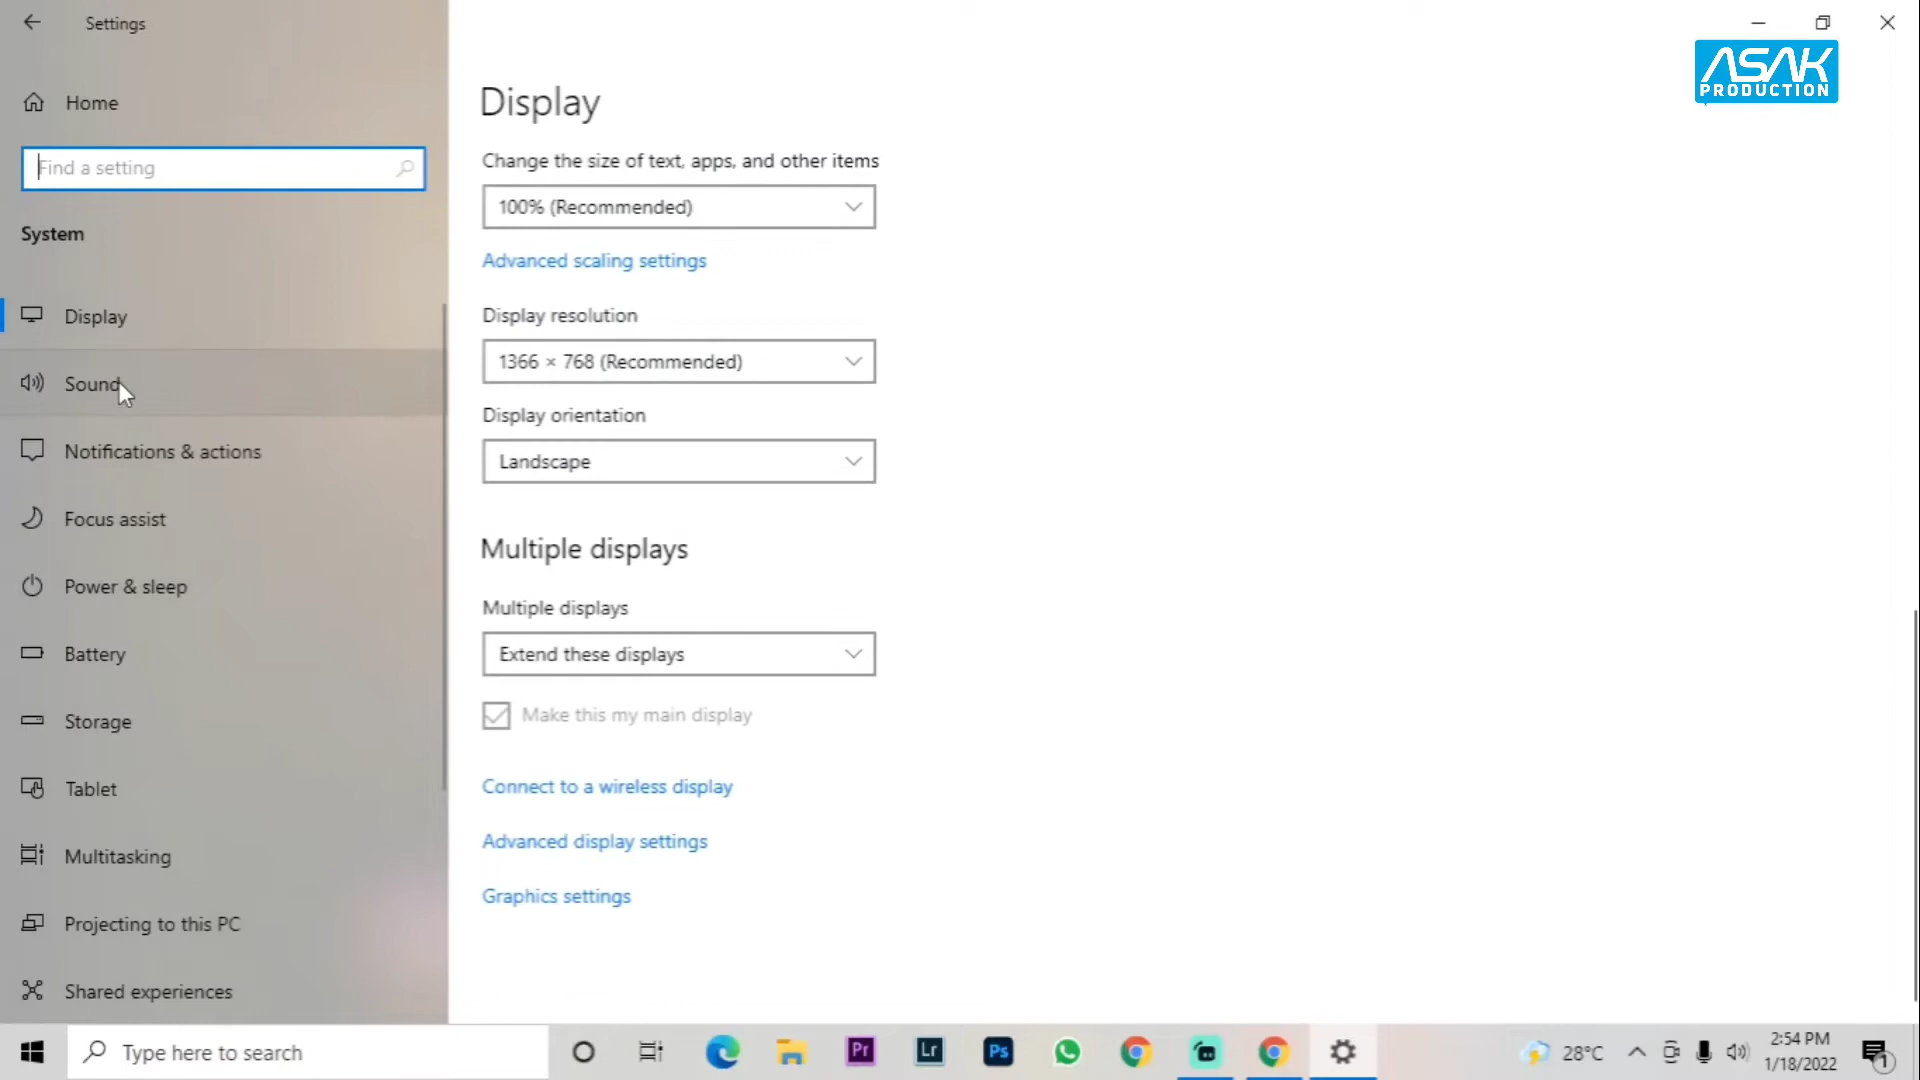 Settings
ASAK
PRODUCTION
Home
Find a setting
System
Display
Sound
Notifications & actions
Focus assist
Power & sleep
Battery
Storage
Tablet
Multitasking
Projecting to this PC
Shared experiences
Display
Change the size of text, apps, and other items
100% (Recommended)
Advanced scaling settings
Display resolution
1366 × 768 (Recommended)
Display orientation
Landscape
Multiple displays
Multiple displays
Extend these displays
Make this my main display
Connect to a wireless display
Advanced display settings
Graphics settings
Type here to search
Pr
Lr
Ps
28°C
2:54 PM
1/18/2022
1